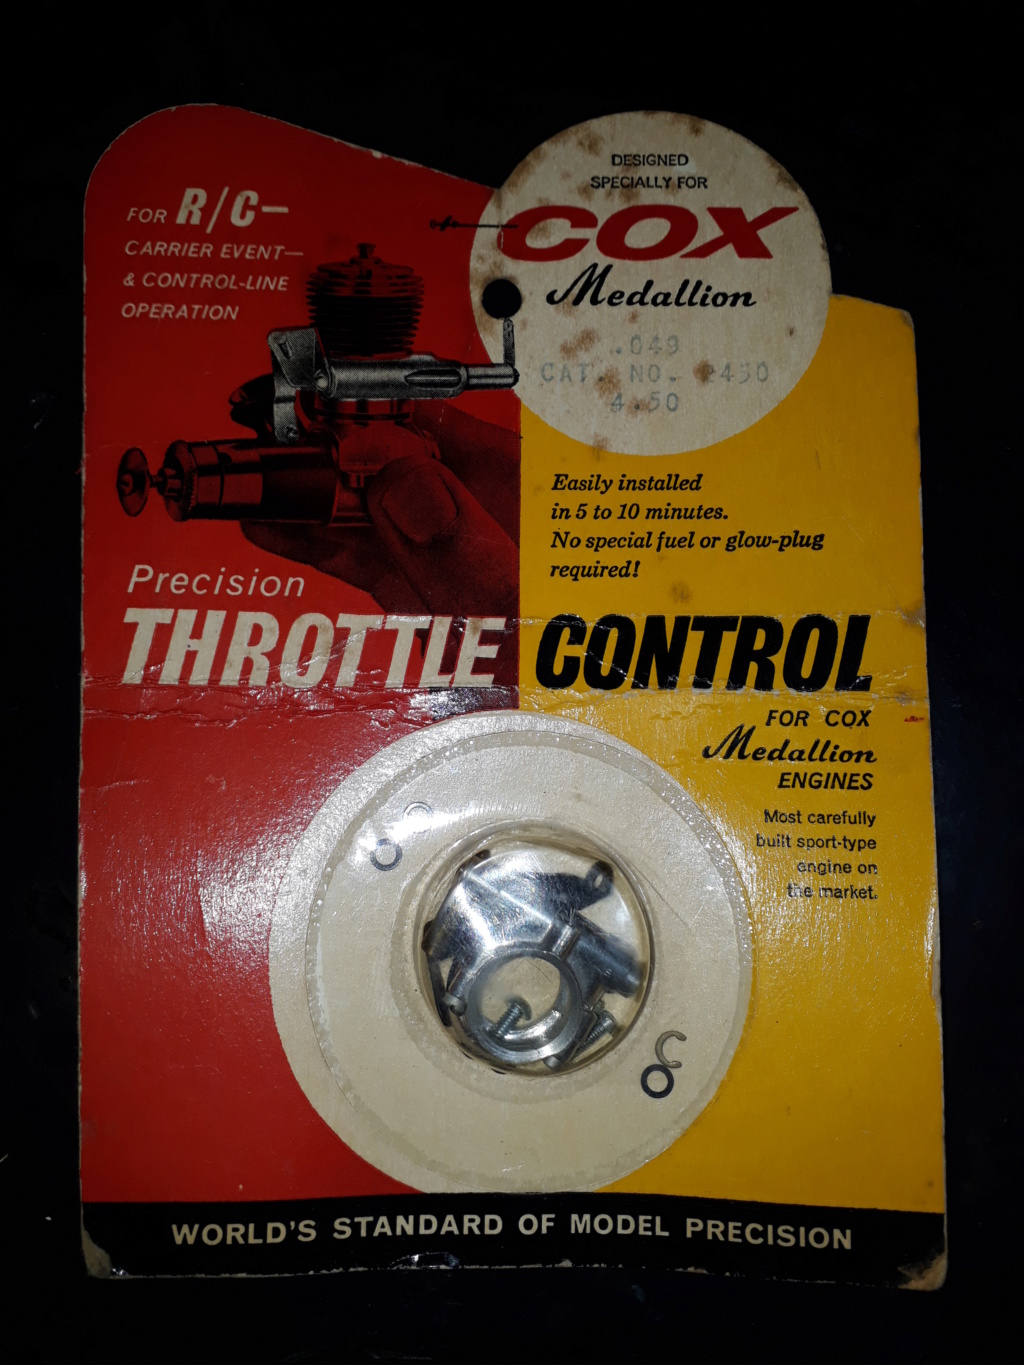 FOR R/C–
CARRIER EVENT—
& CONTROL-LINE
OPERATION
DESIGNED
SPECIALLY FOR
COX
Medallion
.049
CAT. NO. 2450
4.50
Easily installed
in 5 to 10 minutes.
No special fuel or glow-plug
required!
Precision
THROTTLE CONTROL
FOR COX
Medallion
ENGINES
Most carefully
built sport-type
engine on
the market.
WORLD'S STANDARD OF MODEL PRECISION